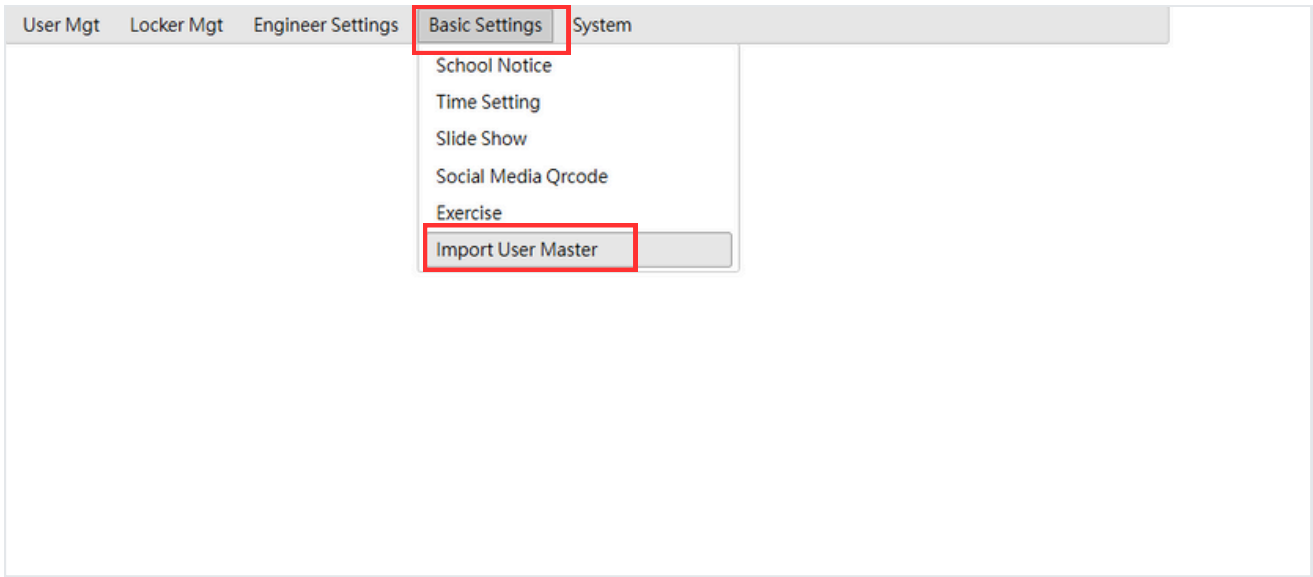 User Mgt Locker Mgt Engineer Settings Basic Settings System
School Notice
Time Setting
Slide Show
Social Media Qrcode
Exercise
Import User Master